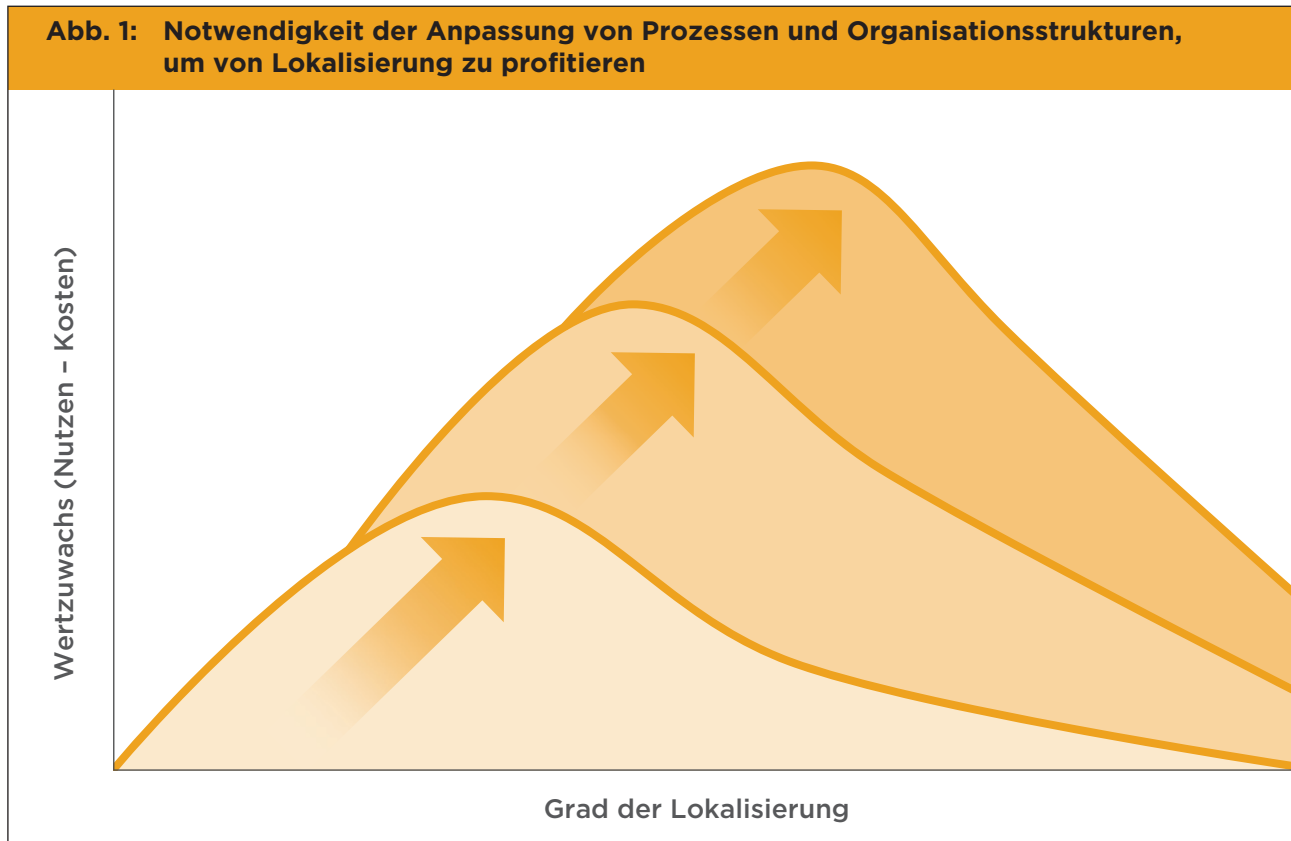 Abb. 1: Notwendigkeit der Anpassung von Prozessen und Organisationsstrukturen,
um von Lokalisierung zu profitieren
Wertzuwachs (Nutzen – Kosten)
Grad der Lokalisierung